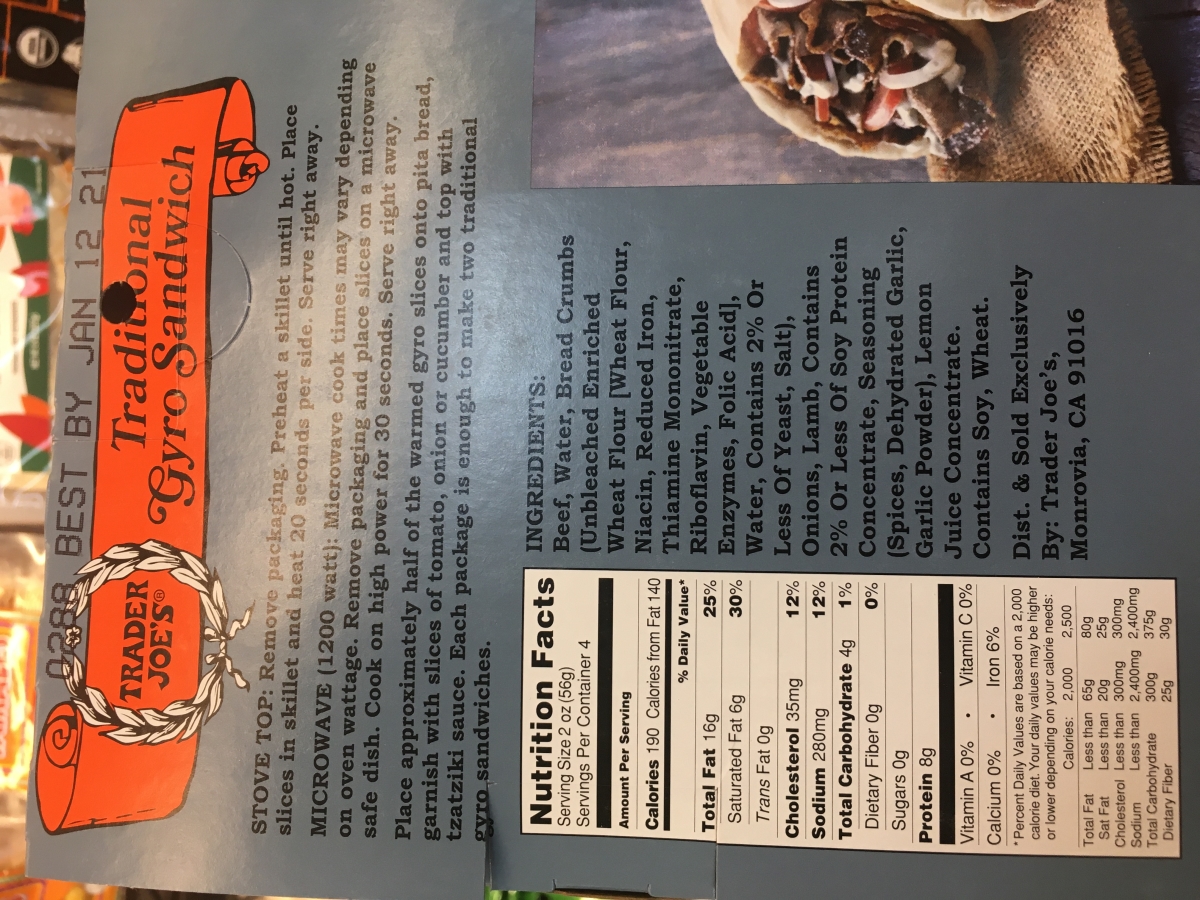 A288 BEST BY JAN 12 21
TRADER
JOE'S®
Traditional
Gyro Sandwich
STOVE TOP: Remove packaging. Preheat a skillet until hot. Place
slices in skillet and heat 20 seconds per side. Serve right away.
MICROWAVE (1200 watt): Microwave cook times may vary depending
on oven wattage. Remove packaging and place slices on a microwave
safe dish. Cook on high power for 30 seconds. Serve right away.
Place approximately half of the warmed gyro slices onto pita bread,
garnish with slices of tomato, onion or cucumber and top with
tzatziki sauce. Each package is enough to make two traditional
gyro sandwiches.
Nutrition Facts
Serving Size 2 oz (56g)
Servings Per Container 4
Amount Per Serving
Calories 190 Calories from Fat 140
% Daily Value*
Total Fat 16g 25%
Saturated Fat 6g 30%
Trans Fat 0g
Cholesterol 35mg 12%
Sodium 280mg 12%
Total Carbohydrate 4g 1%
Dietary Fiber 0g 0%
Sugars 0g
Protein 8g
Vitamin A 0% • Vitamin C 0%
Calcium 0% • Iron 6%
*Percent Daily Values are based on a 2,000
calorie diet. Your daily values may be higher
or lower depending on your calorie needs:
Calories: 2,000 2,500
Total Fat Less than 65g 80g
Sat Fat Less than 20g 25g
Cholesterol Less than 300mg 300mg
Sodium Less than 2,400mg 2,400mg
Total Carbohydrate 300g 375g
Dietary Fiber 25g 30g
INGREDIENTS:
Beef, Water, Bread Crumbs
(Unbleached Enriched
Wheat Flour [Wheat Flour,
Niacin, Reduced Iron,
Thiamine Mononitrate,
Riboflavin, Vegetable
Enzymes, Folic Acid],
Water, Contains 2% Or
Less Of Yeast, Salt),
Onions, Lamb, Contains
2% Or Less Of Soy Protein
Concentrate, Seasoning
(Spices, Dehydrated Garlic,
Garlic Powder), Lemon
Juice Concentrate.
Contains Soy, Wheat.
Dist. & Sold Exclusively
By: Trader Joe's,
Monrovia, CA 91016